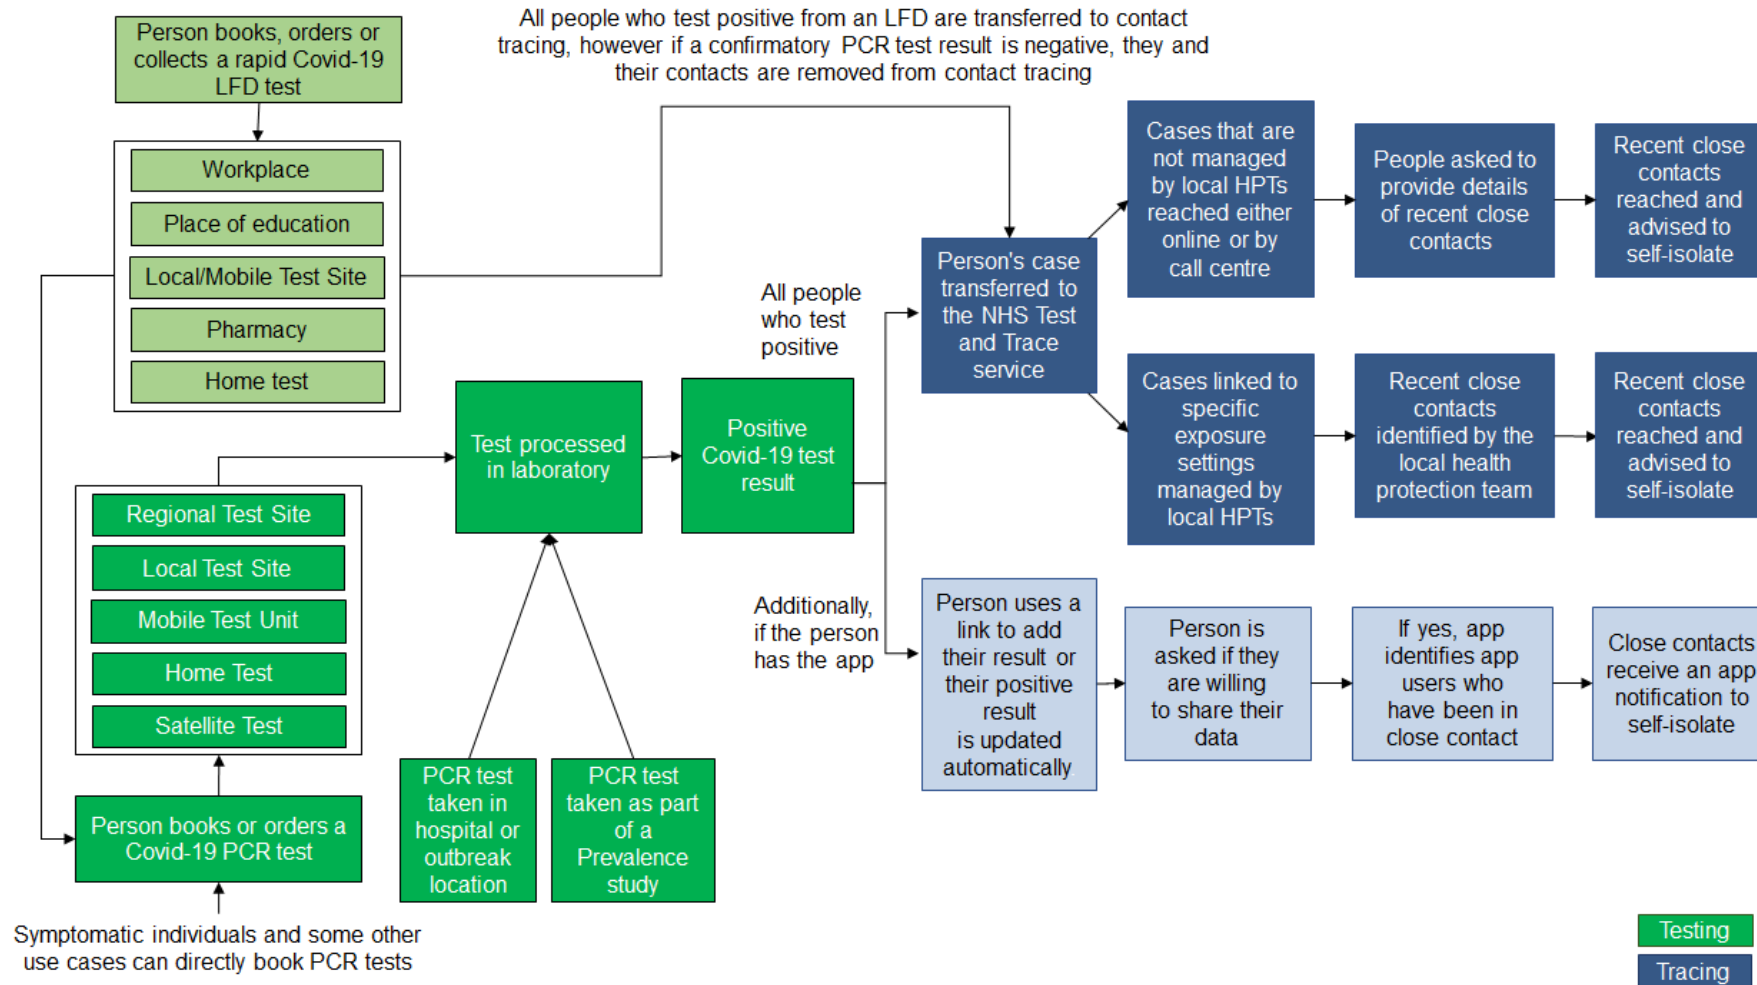 Person books, orders or
collects a rapid Covid-19
LFD test
All people who test positive from an LFD are transferred to contact
tracing, however if a confirmatory PCR test result is negative, they and
their contacts are removed from contact tracing
Workplace
Place of education
Local/Mobile Test Site
Pharmacy
Home test
Regional Test Site
Local Test Site
Mobile Test Unit
Home Test
Satellite Test
Person books or orders a
Covid-19 PCR test
Symptomatic individuals and some other
use cases can directly book PCR tests
Test processed
in laboratory
PCR test
taken in
hospital or
outbreak
location
PCR test
taken as part
of a
Prevalence
study
Positive
Covid-19 test
result
All people
who test
positive
Additionally,
if the person
has the app
Person's case
transferred to
the NHS Test
and Trace
service
Cases that are
not managed
by local HPTs
reached either
online or by
call centre
People asked to
provide details
of recent close
contacts
Recent close
contacts
reached and
advised to
self-isolate
Cases linked to
specific
exposure
settings
managed by
local HPTs
Recent close
contacts
identified by the
local health
protection team
Recent close
contacts
reached and
advised to
self-isolate
Person uses a
link to add
their result or
their positive
result
is updated
automatically
Person is
asked if they
are willing
to share their
data
If yes, app
identifies app
users who
have been in
close contact
Close contacts
receive an app
notification to
self-isolate
Testing
Tracing